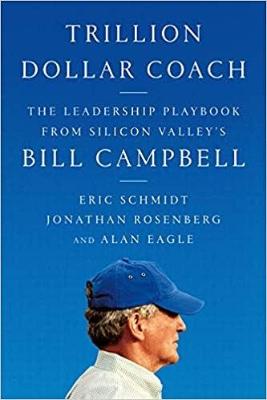 TRILLION
DOLLAR COACH
THE LEADERSHIP PLAYBOOK
FROM SILICON VALLEY'S
BILL CAMPBELL
ERIC SCHMIDT
JONATHAN ROSENBERG
AND ALAN EAGLE